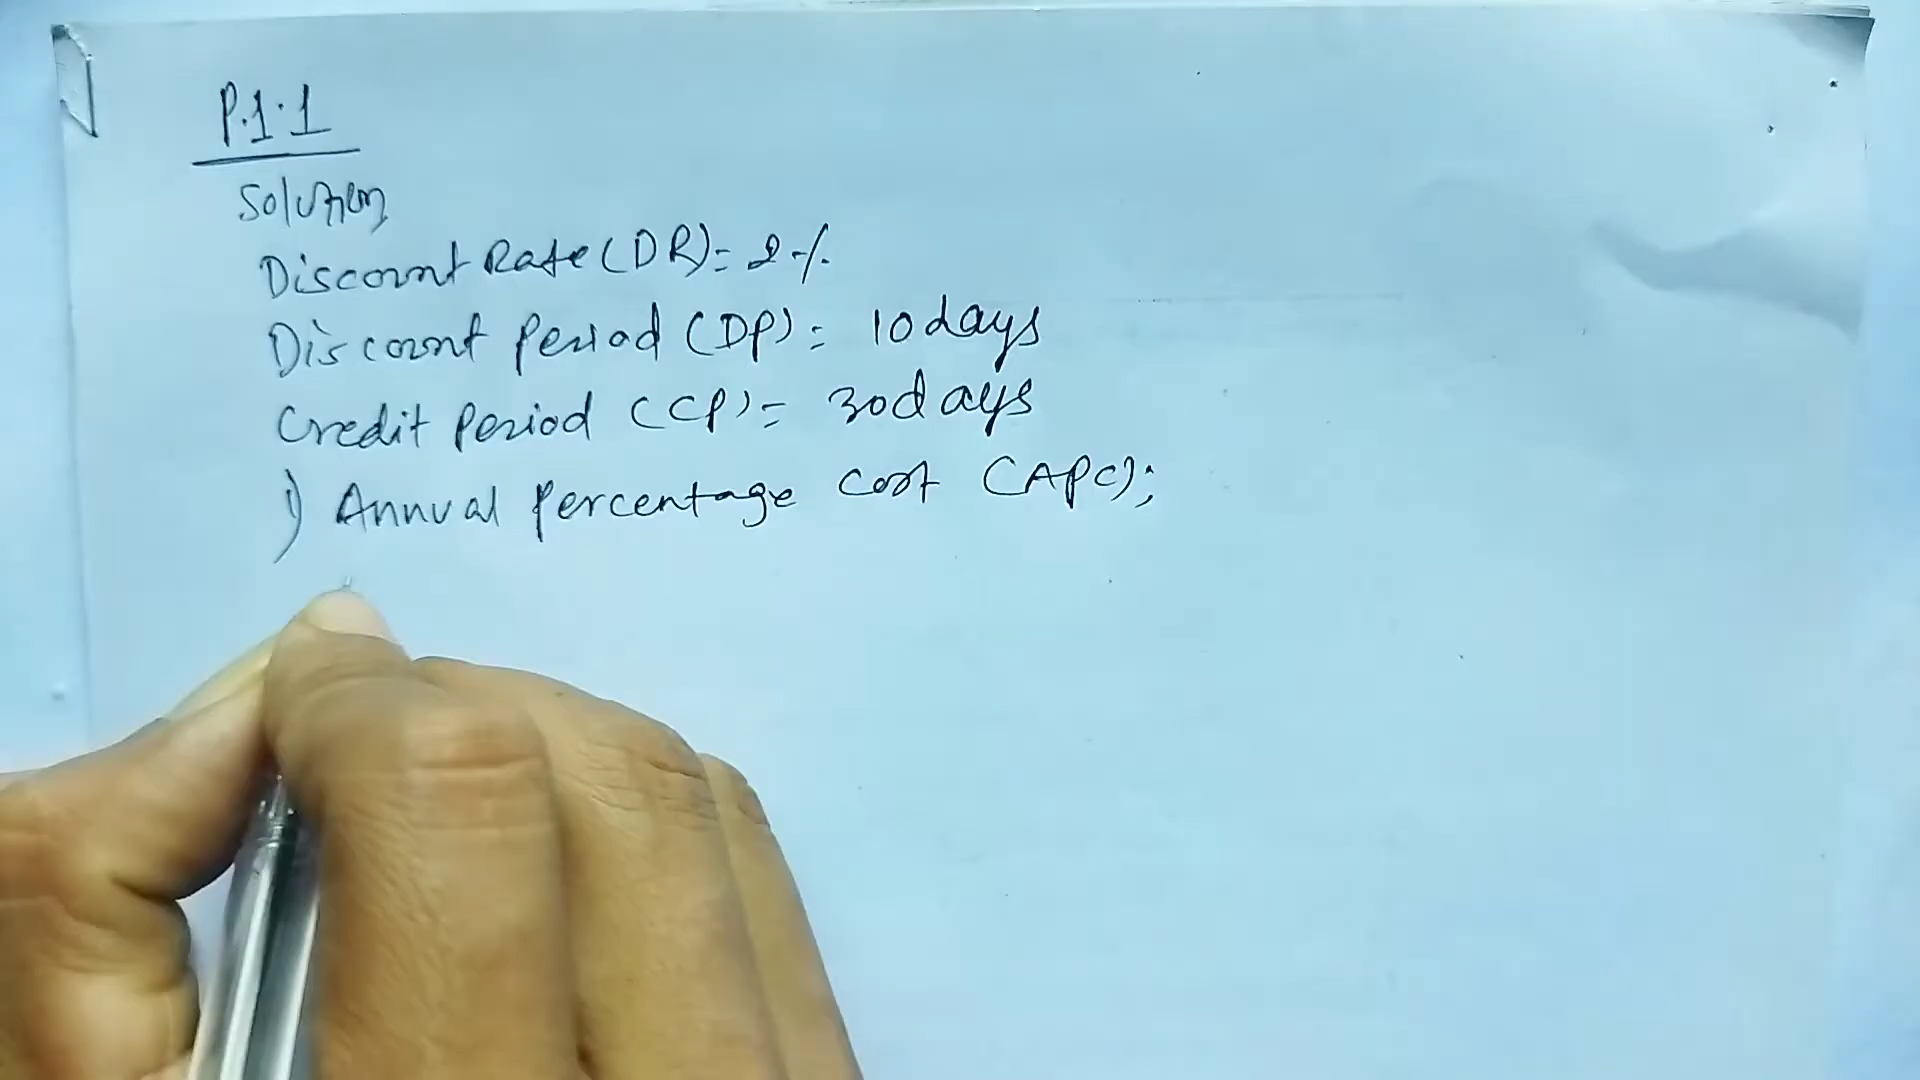 P.1.1
Solution
Discount Rate (DR) = 2%
Discount Period (DP) = 10 days
Credit Period (CP) = 30 days
i) Annual Percentage Cost (APC);